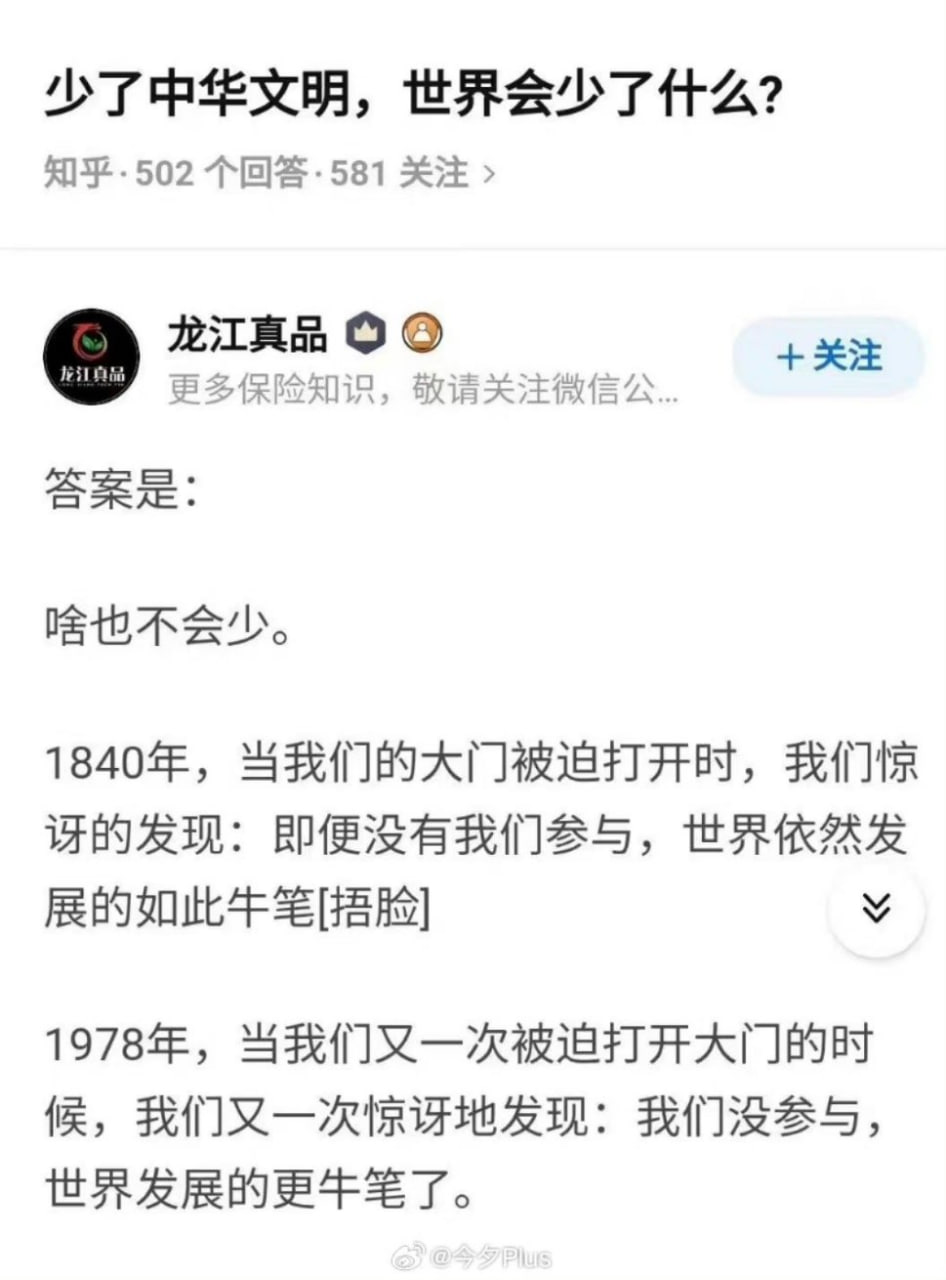 少了中华文明，世界会少了什么？
知乎·502 个回答·581 关注 >
龙江真品
龙江真品
+ 关注
更多保险知识，敬请关注微信公...
答案是：
啥也不会少。
1840年，当我们的大门被迫打开时，我们惊
讶的发现：即便没有我们参与，世界依然发
展的如此牛笔[捂脸]
1978年，当我们又一次被迫打开大门的时
候，我们又一次惊讶地发现：我们没参与，
世界发展的更牛笔了。
@今夕Plus